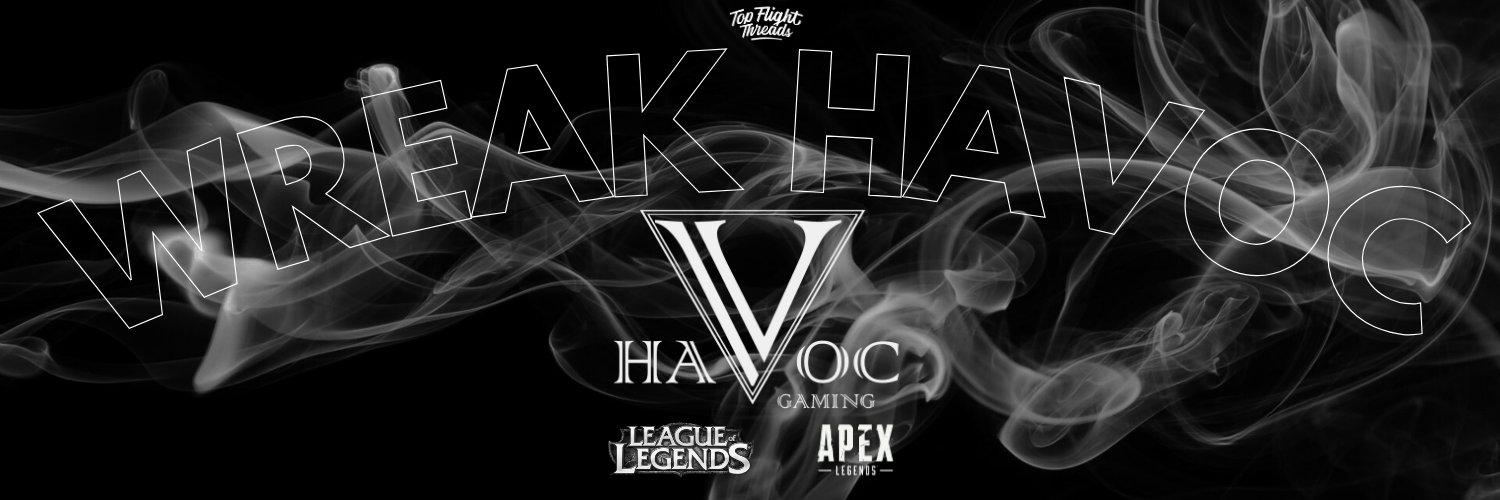 Top Flight
Threads
WREAK HAVOC
HAVOC
GAMING
LEAGUE of
LEGENDS
APEX
LEGENDS